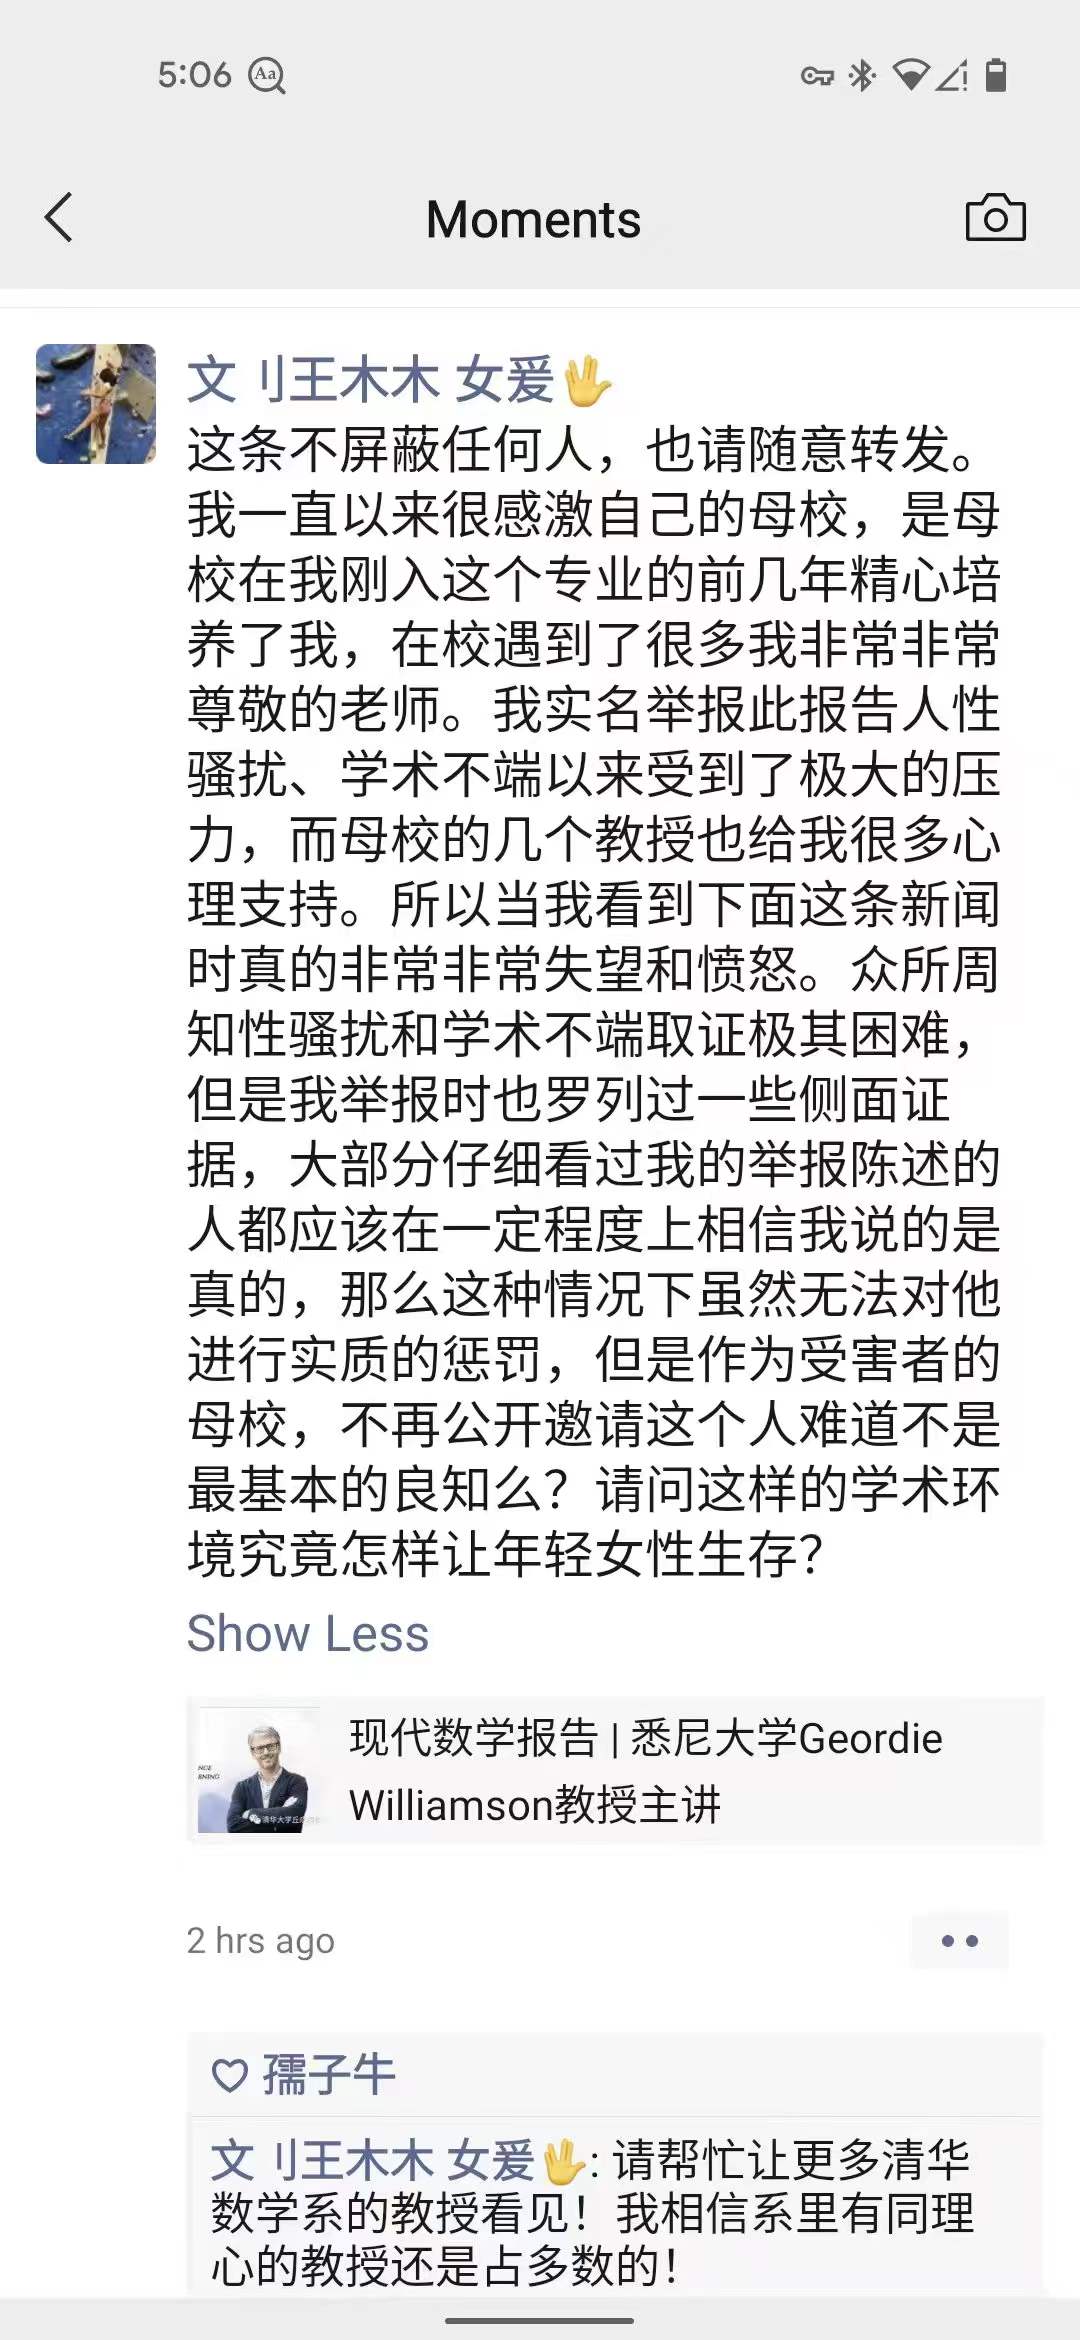 5:06
Moments
文刂王木木 女爰🖖
这条不屏蔽任何人，也请随意转发。
我一直以来很感激自己的母校，是母
校在我刚入这个专业的前几年精心培
养了我，在校遇到了很多我非常非常
尊敬的老师。我实名举报此报告人性
骚扰、学术不端以来受到了极大的压
力，而母校的几个教授也给我很多心
理支持。所以当我看到下面这条新闻
时真的非常非常失望和愤怒。众所周
知性骚扰和学术不端取证极其困难，
但是我举报时也罗列过一些侧面证
据，大部分仔细看过我的举报陈述的
人都应该在一定程度上相信我说的是
真的，那么这种情况下虽然无法对他
进行实质的惩罚，但是作为受害者的
母校，不再公开邀请这个人难道不是
最基本的良知么？请问这样的学术环
境究竟怎样让年轻女性生存？
Show Less
现代数学报告 | 悉尼大学Geordie
Williamson教授主讲
2 hrs ago
孺子牛
文刂王木木 女爰🖖: 请帮忙让更多清华
数学系的教授看见！我相信系里有同理
心的教授还是占多数的！